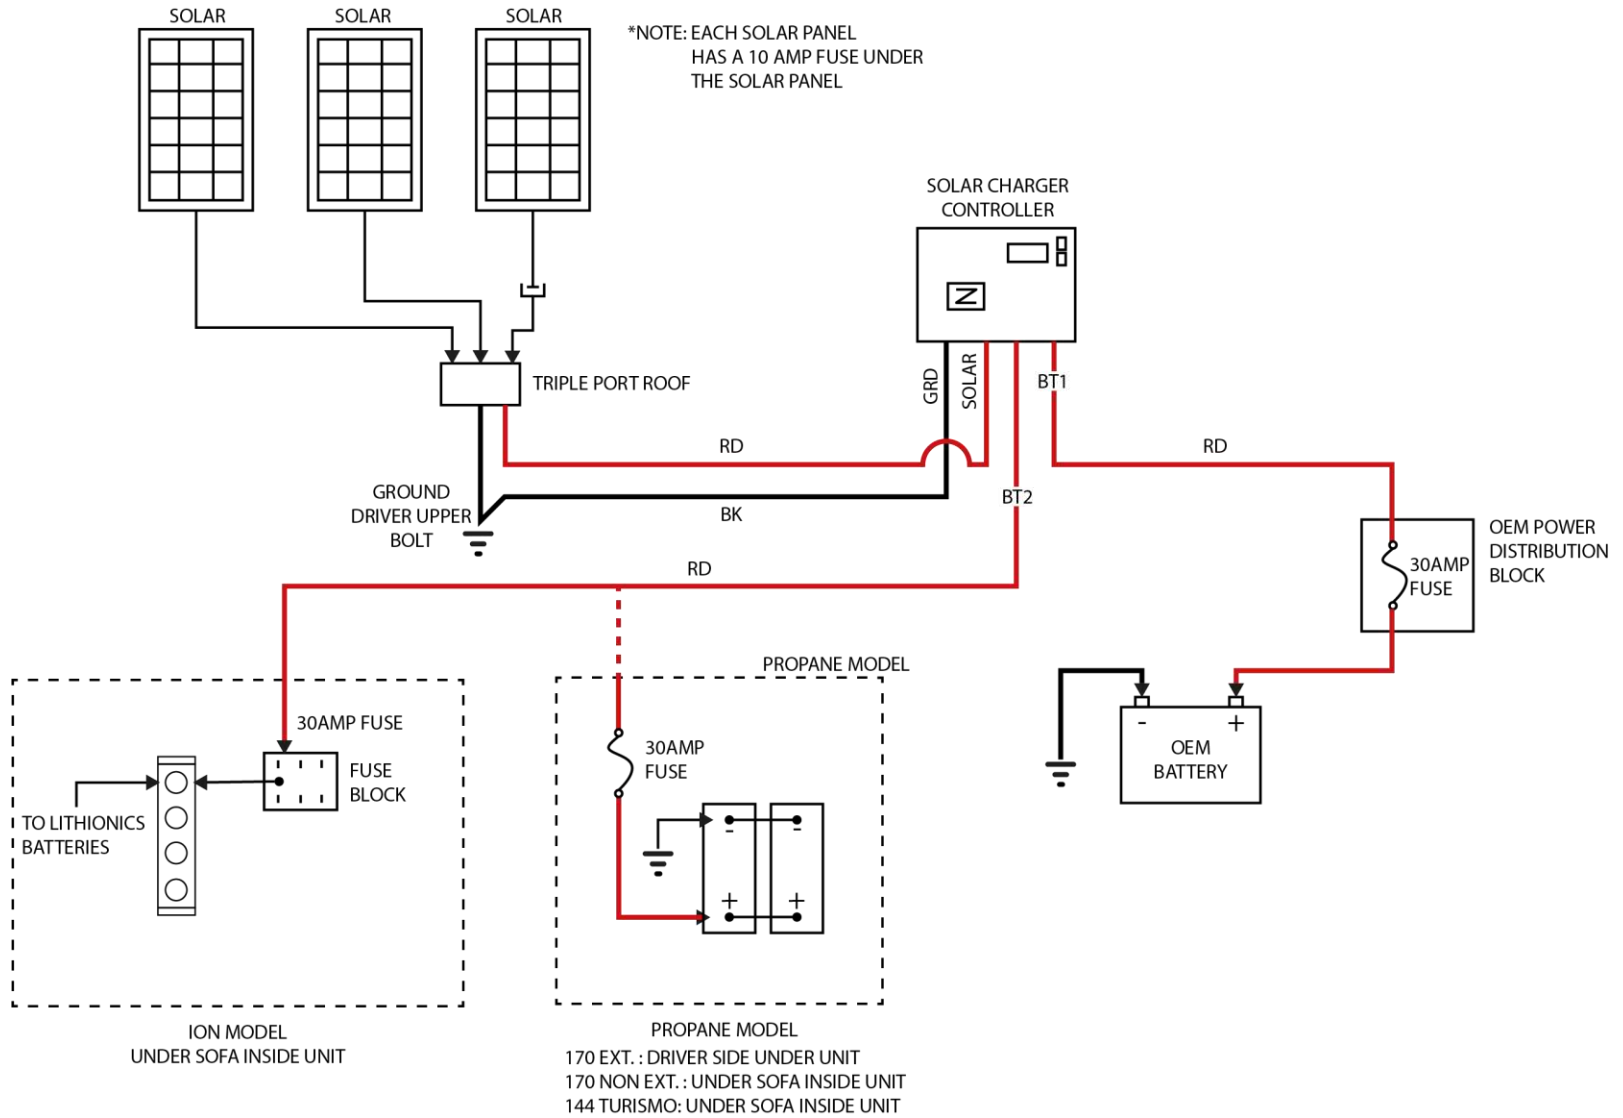 SOLAR
SOLAR
SOLAR
*NOTE: EACH SOLAR PANEL
HAS A 10 AMP FUSE UNDER
THE SOLAR PANEL
SOLAR CHARGER
CONTROLLER
Z
GRD
SOLAR
BT1
TRIPLE PORT ROOF
RD
RD
GROUND
DRIVER UPPER
BOLT
BK
BT2
OEM POWER
DISTRIBUTION
BLOCK
30AMP
FUSE
RD
PROPANE MODEL
30AMP FUSE
FUSE
BLOCK
TO LITHIONICS
BATTERIES
30AMP
FUSE
- -
+ +
- +
OEM
BATTERY
ION MODEL
UNDER SOFA INSIDE UNIT
PROPANE MODEL
170 EXT. : DRIVER SIDE UNDER UNIT
170 NON EXT. : UNDER SOFA INSIDE UNIT
144 TURISMO: UNDER SOFA INSIDE UNIT